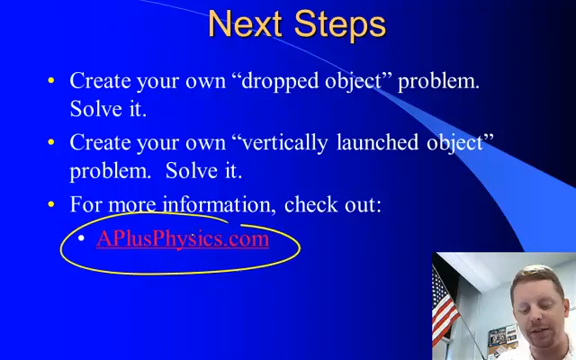 Next Steps
• Create your own “dropped object” problem.
Solve it.
• Create your own “vertically launched object”
problem. Solve it.
• For more information, check out:
• APlusPhysics.com